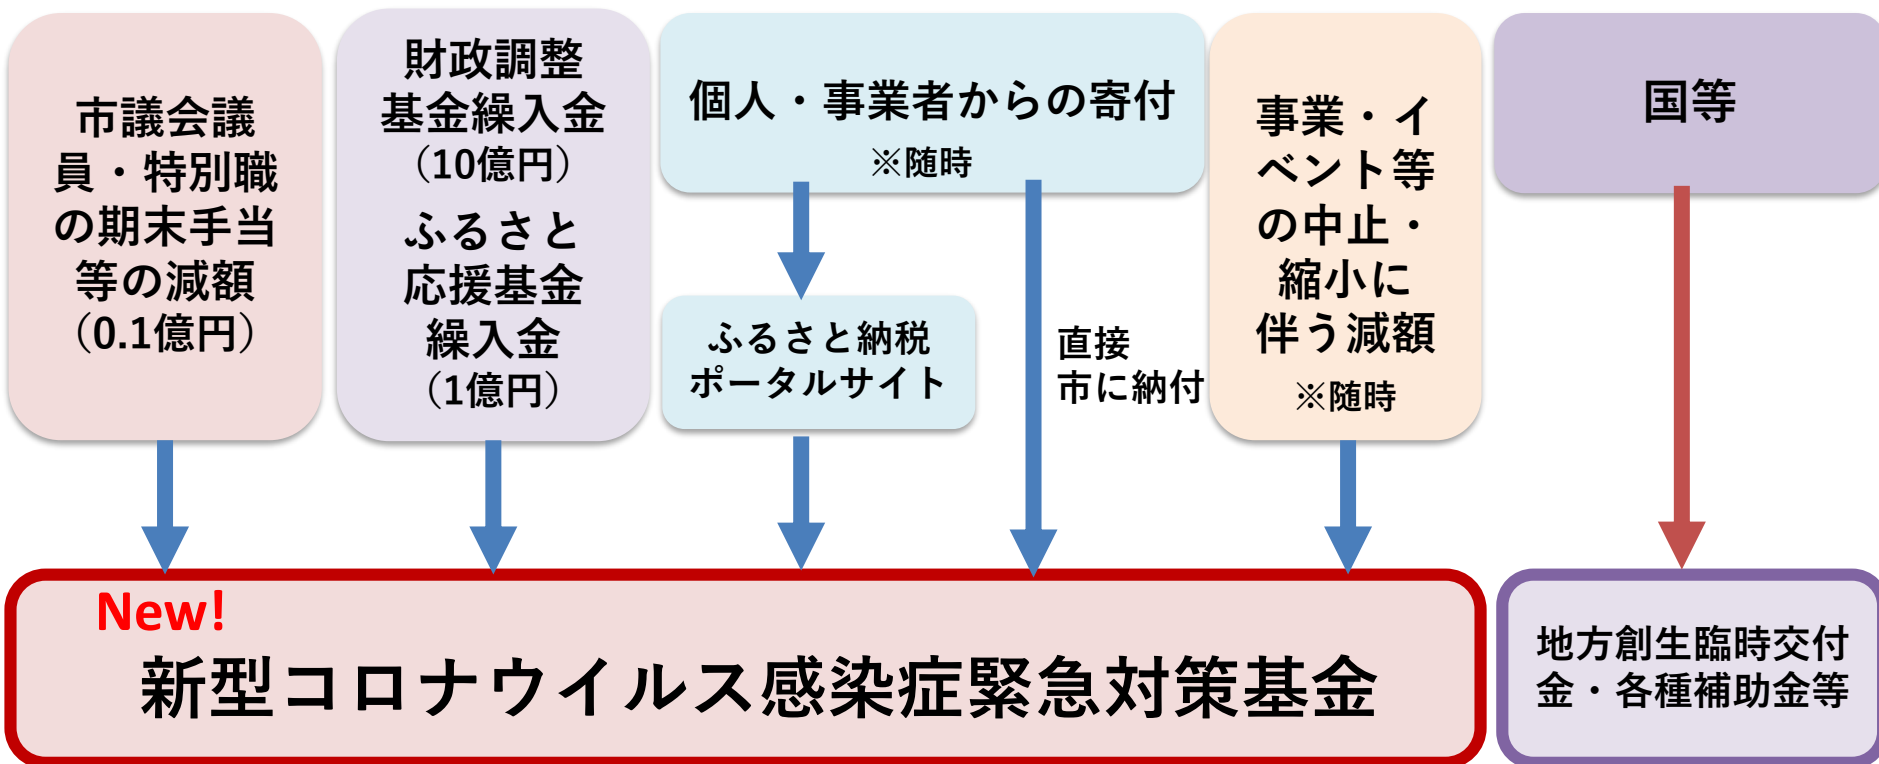 市議会議
員・特別職
の期末手当
等の減額
（0.1億円）
財政調整
基金繰入金
（10億円）
ふるさと
応援基金
繰入金
（1億円）
個人・事業者からの寄付
※随時
ふるさと納税
ポータルサイト
直接
市に納付
事業・イ
ベント等
の中止・
縮小に
伴う減額
※随時
国等
New!
新型コロナウイルス感染症緊急対策基金
地方創生臨時交付
金・各種補助金等